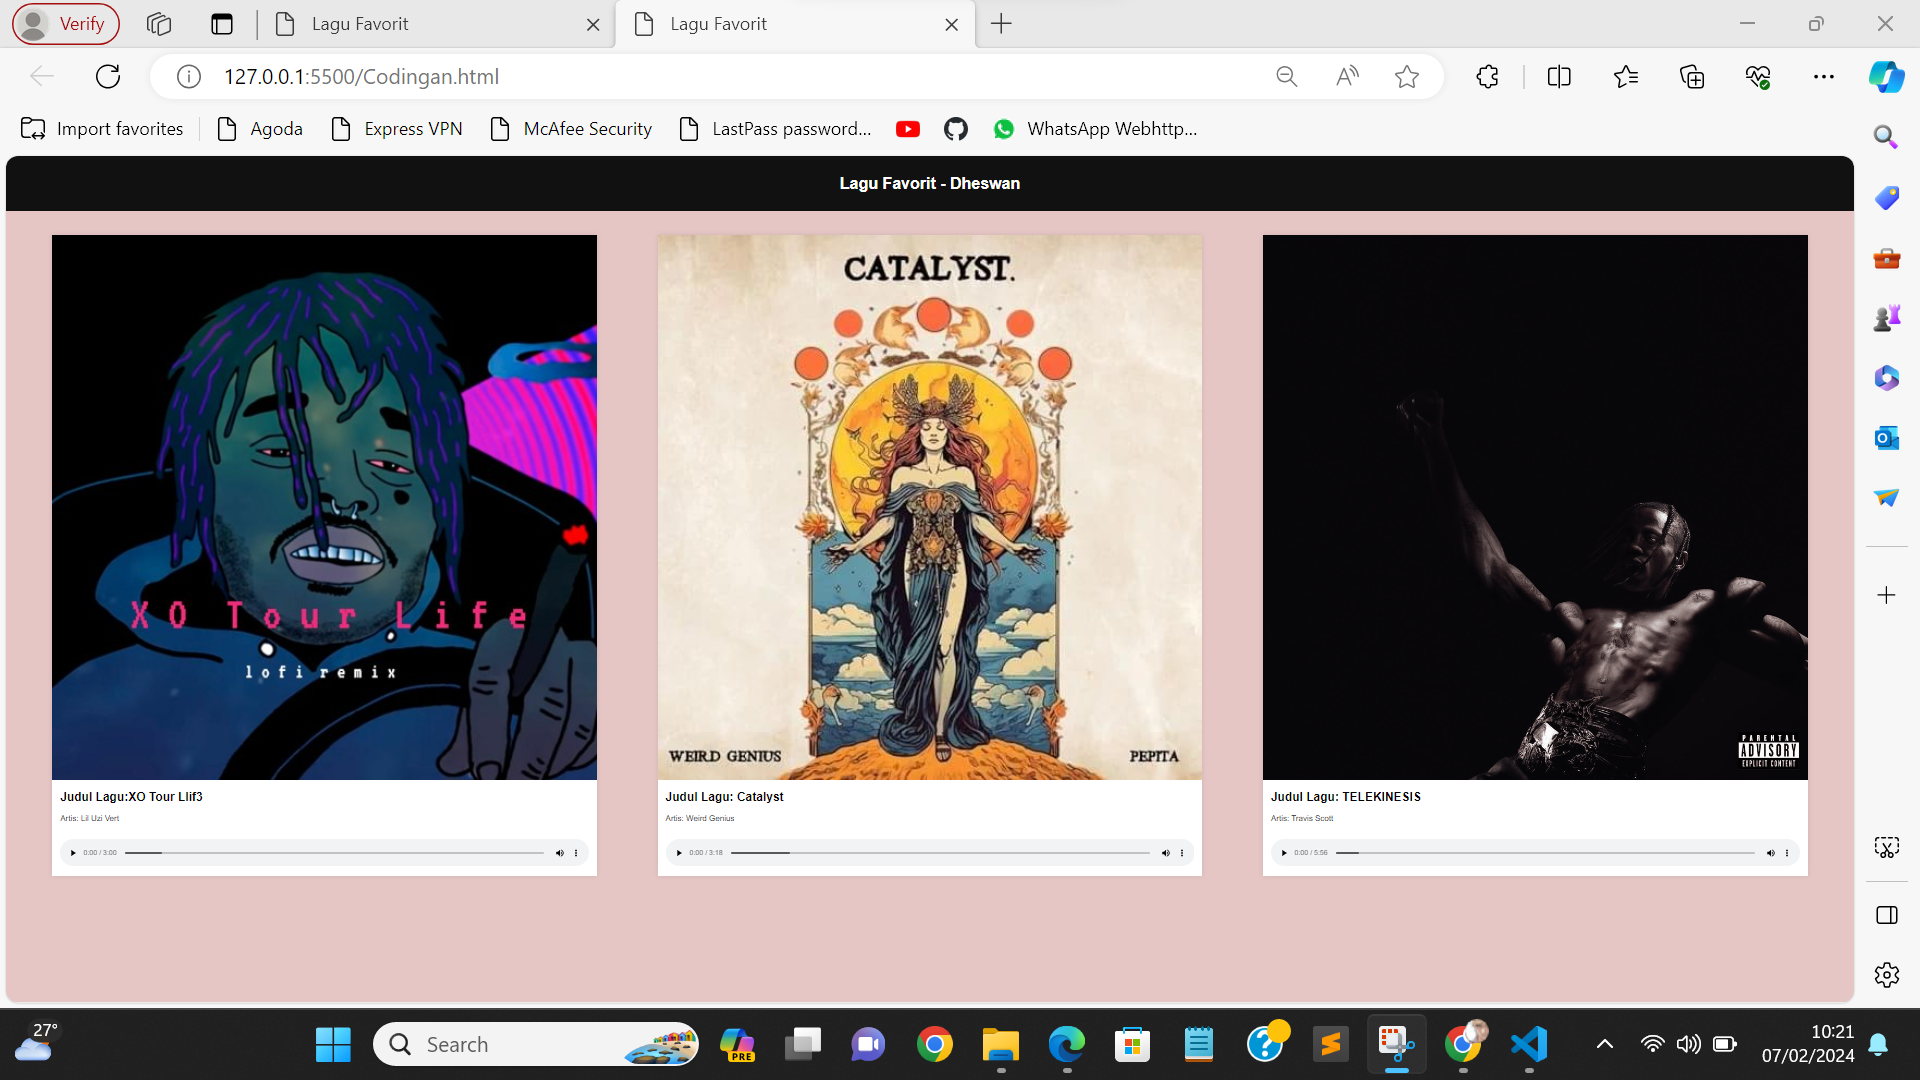 Verify
Lagu Favorit
Lagu Favorit
127.0.0.1:5500/Codingan.html
Import favorites
Agoda
Express VPN
McAfee Security
LastPass password...
WhatsApp Webhttp...
Lagu Favorit - Dheswan
XO Tour Life
lofi remix
CATALYST.
WEIRD GENIUS
PEPITA
PARENTAL
ADVISORY
EXPLICIT CONTENT
Judul Lagu:XO Tour Llif3
Artis: Lil Uzi Vert
0:00 / 3:00
Judul Lagu: Catalyst
Artis: Weird Genius
0:00 / 3:18
Judul Lagu: TELEKINESIS
Artis: Travis Scott
0:00 / 5:56
27°
Search
PRE
10:21
07/02/2024